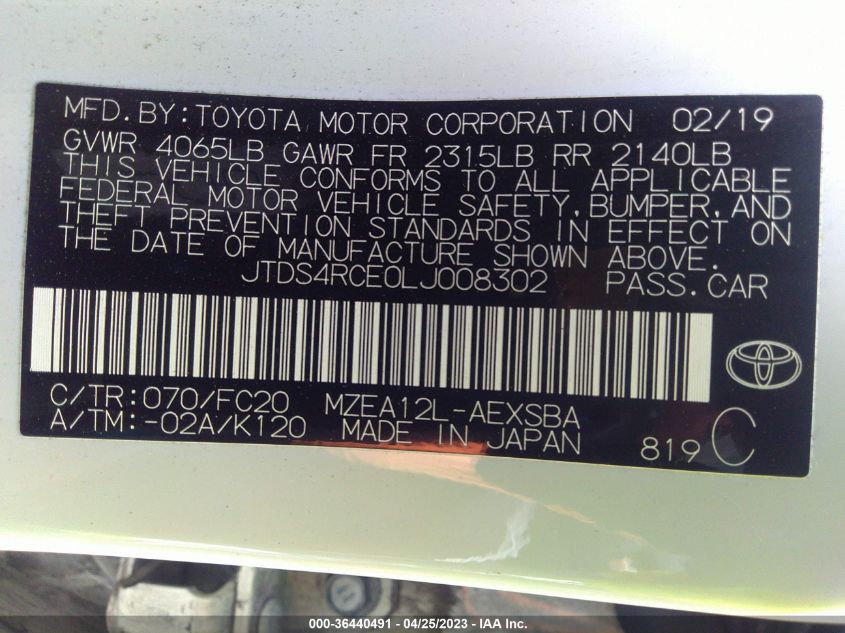 MFD. BY: TOYOTA MOTOR CORPORATION 02/19
GVWR 4065LB GAWR FR 2315LB RR 2140LB
THIS VEHICLE CONFORMS TO ALL APPLICABLE
FEDERAL MOTOR VEHICLE SAFETY, BUMPER, AND
THEFT PREVENTION STANDARDS IN EFFECT ON
THE DATE OF MANUFACTURE SHOWN ABOVE.
JTDS4RCE0LJ008302 PASS. CAR
C/TR: 070/FC20 MZEA12L-AEXSBA
A/TM: -02A/K120 MADE IN JAPAN 819 C
000-36440491 - 04/25/2023 - IAA Inc.